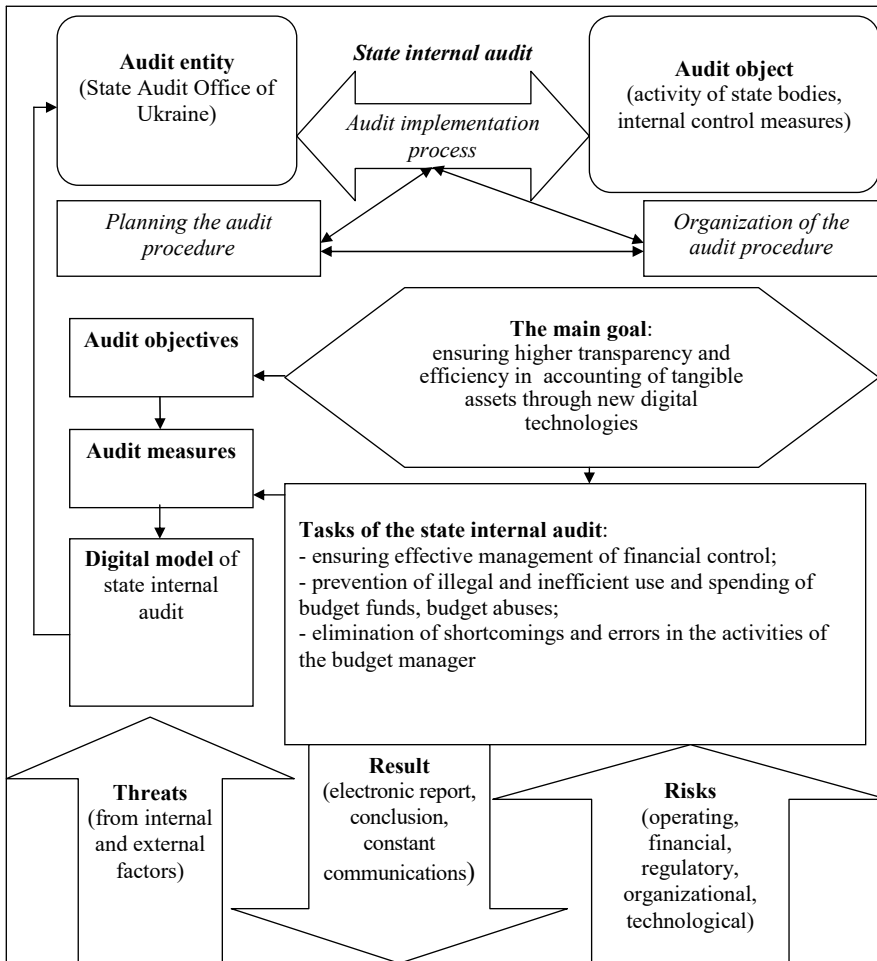 Audit entity
(State Audit Office of
Ukraine)
State internal audit
Audit implementation
process
Audit object
(activity of state bodies,
internal control measures)
Planning the audit
procedure
Organization of the
audit procedure
Audit objectives
The main goal:
ensuring higher transparency and
efficiency in accounting of tangible
assets through new digital
technologies
Audit measures
Digital model of
state internal
audit
Tasks of the state internal audit:
- ensuring effective management of financial control;
- prevention of illegal and inefficient use and spending of
budget funds, budget abuses;
- elimination of shortcomings and errors in the activities of
the budget manager
Threats
(from internal
and external
factors)
Result
(electronic report,
conclusion,
constant
communications)
Risks
(operating,
financial,
regulatory,
organizational,
technological)